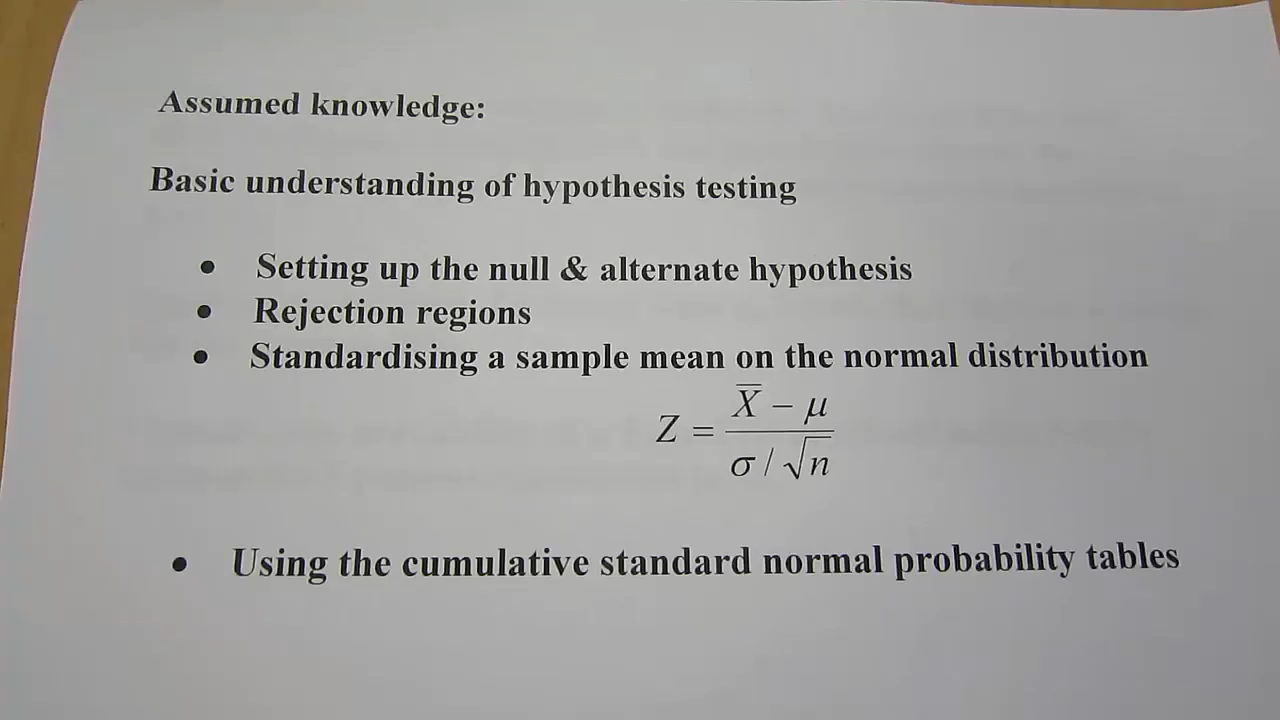 Assumed knowledge:
Basic understanding of hypothesis testing
• Setting up the null & alternate hypothesis
• Rejection regions
• Standardising a sample mean on the normal distribution
Z = (X̅ − μ) / (σ / √n)
• Using the cumulative standard normal probability tables